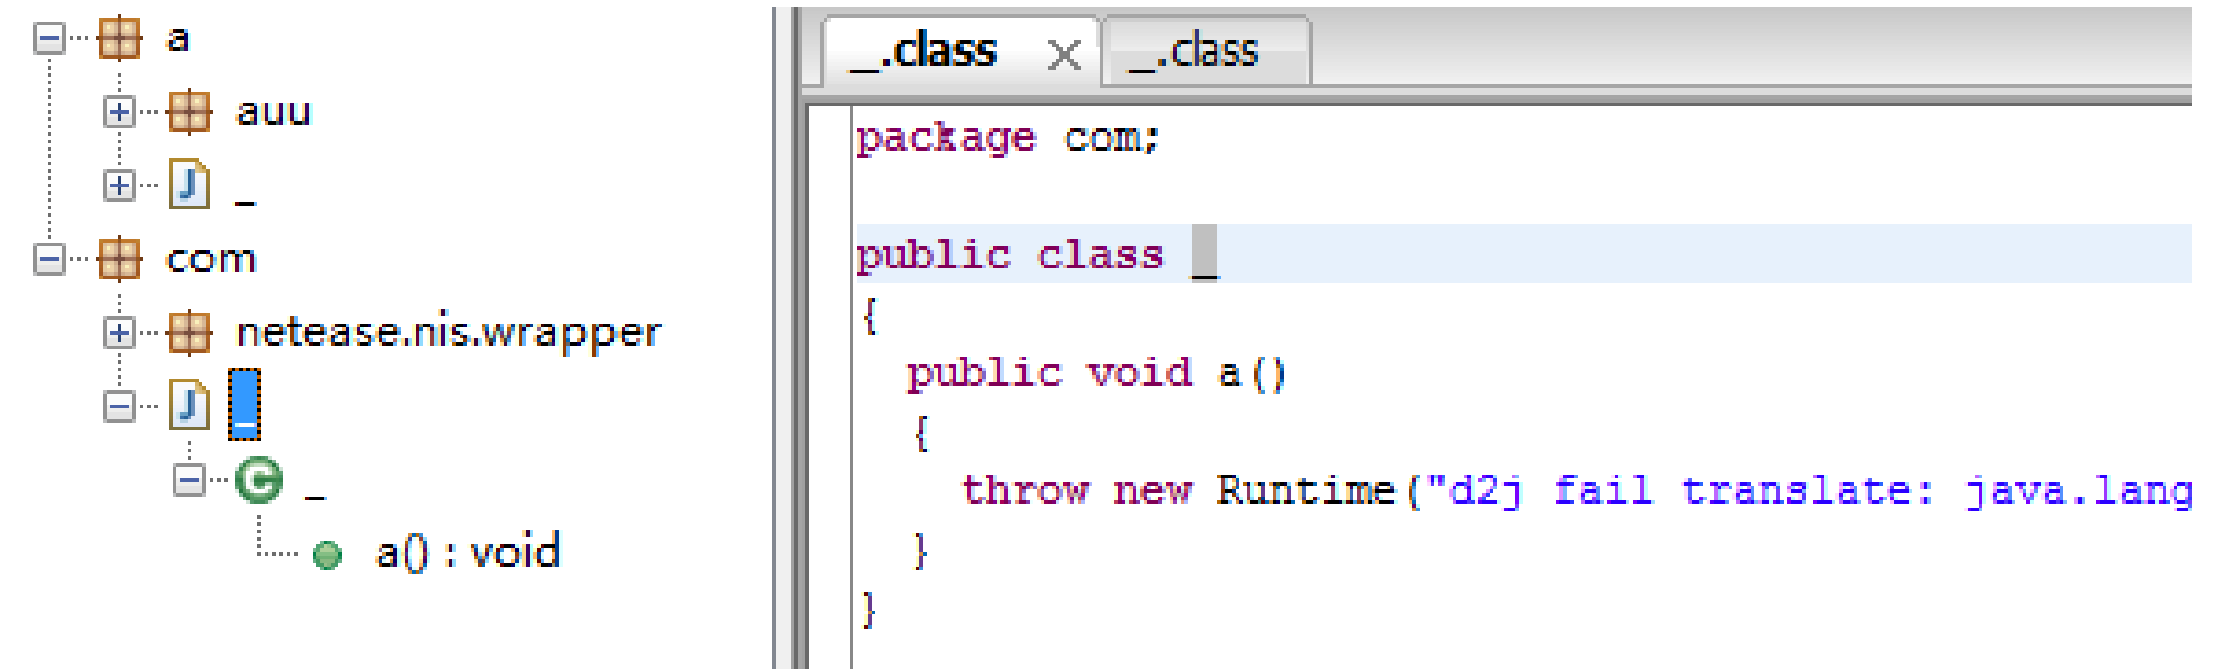 a
auu
_
com
netease.nis.wrapper
_
_
a() : void
_.class
_.class
package com;
public class _
{
public void a()
{
throw new Runtime("d2j fail translate: java.lang
}
}